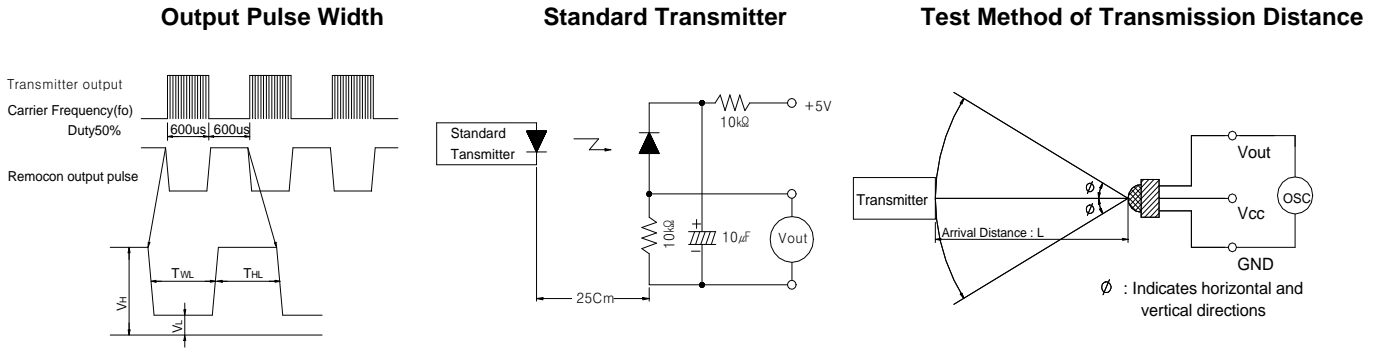 Output Pulse Width
Transmitter output
Carrier Frequency(fo)
Duty50%
600us 600us
Remocon output pulse
TWL THL
VH
VL
Standard Transmitter
Standard
Tansmitter
10kΩ
+5V
10kΩ
+
10㎌
Vout
25Cm
Test Method of Transmission Distance
Transmitter
ϕ
ϕ
Arrival Distance : L
Vout
Vcc
GND
OSC
ϕ : Indicates horizontal and
vertical directions